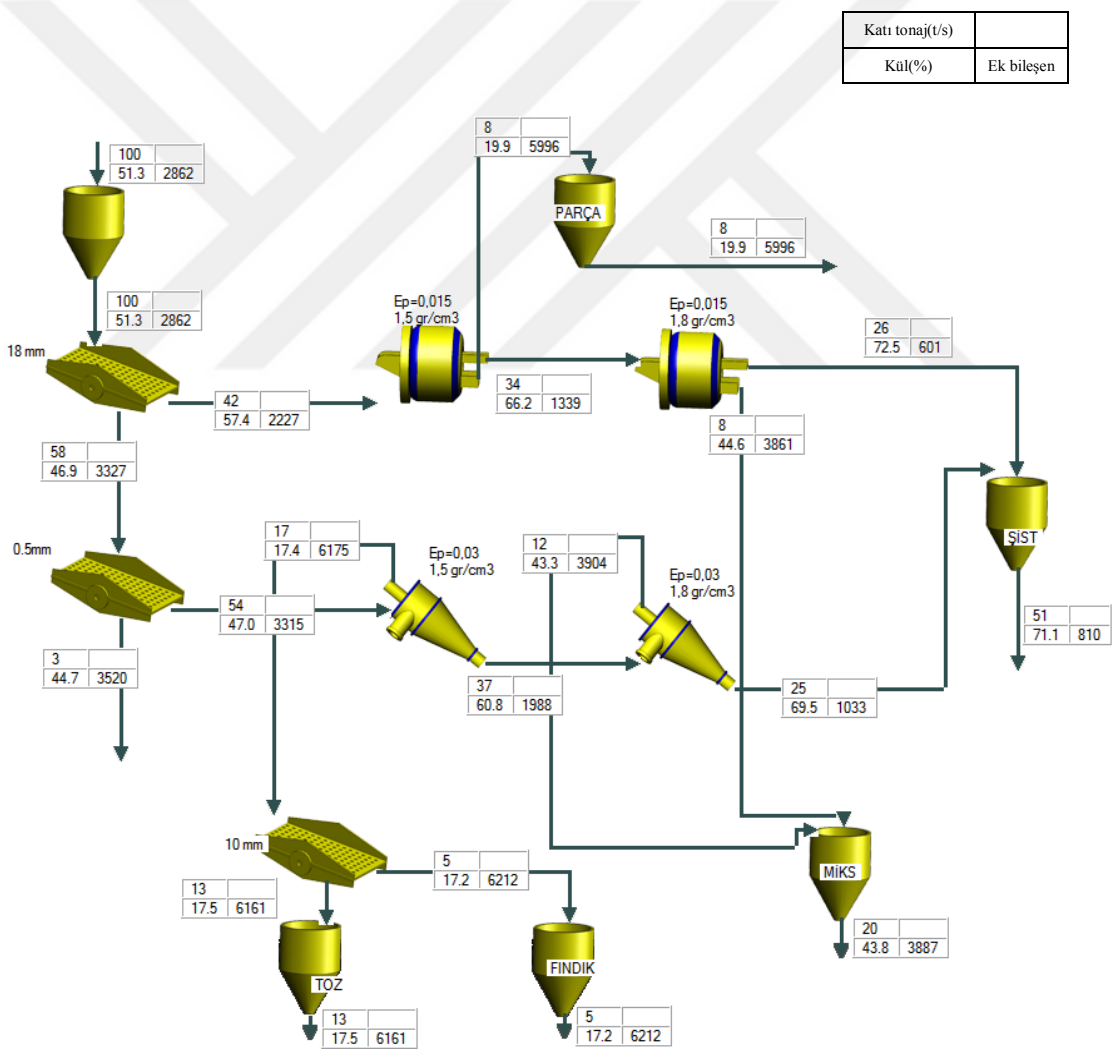 Katı tonaj(t/s)
Kül(%) Ek bileşen
8
19.9 5996
100
51.3 2862
PARÇA
8
19.9 5996
100
51.3 2862
Ep=0,015
1,5 gr/cm3
Ep=0,015
1,8 gr/cm3
26
72.5 601
18 mm
34
66.2 1339
42
57.4 2227
8
44.6 3861
58
46.9 3327
ŞİST
0.5mm
17
17.4 6175
Ep=0,03
1,5 gr/cm3
12
43.3 3904
Ep=0,03
1,8 gr/cm3
54
47.0 3315
51
71.1 810
3
44.7 3520
37
60.8 1988
25
69.5 1033
10 mm
5
17.2 6212
MİKS
13
17.5 6161
20
43.8 3887
TOZ
FINDIK
13
17.5 6161
5
17.2 6212